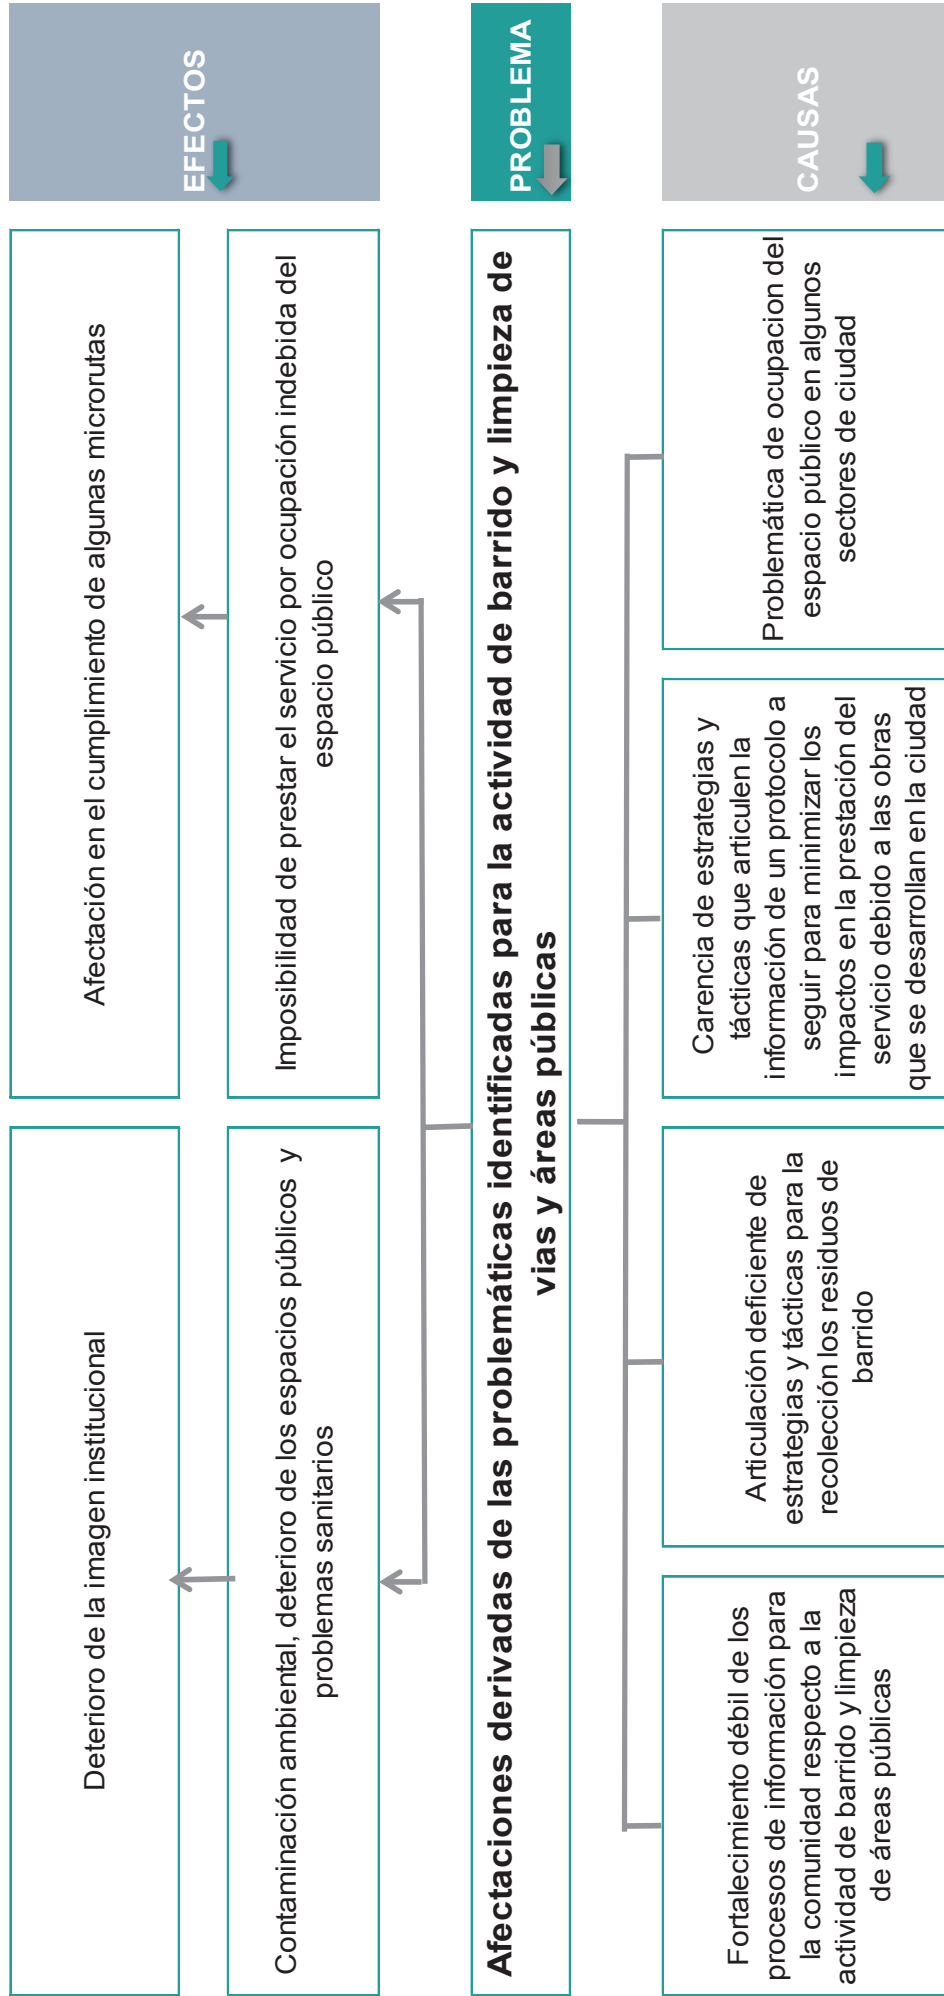 Deterioro de la imagen institucional
Afectación en el cumplimiento de algunas microrutas
EFECTOS
Contaminación ambiental, deterioro de los espacios públicos y
problemas sanitarios
Imposibilidad de prestar el servicio por ocupación indebida del
espacio público
Afectaciones derivadas de las problemáticas identificadas para la actividad de barrido y limpieza de
vias y áreas públicas
PROBLEMA
Fortalecimiento débil de los
procesos de información para
la comunidad respecto a la
actividad de barrido y limpieza
de áreas públicas
Articulación deficiente de
estrategias y tácticas para la
recolección los residuos de
barrido
Carencia de estrategias y
tácticas que articulen la
información de un protocolo a
seguir para minimizar los
impactos en la prestación del
servicio debido a las obras
que se desarrollan en la ciudad
Problemática de ocupacion del
espacio público en algunos
sectores de ciudad
CAUSAS